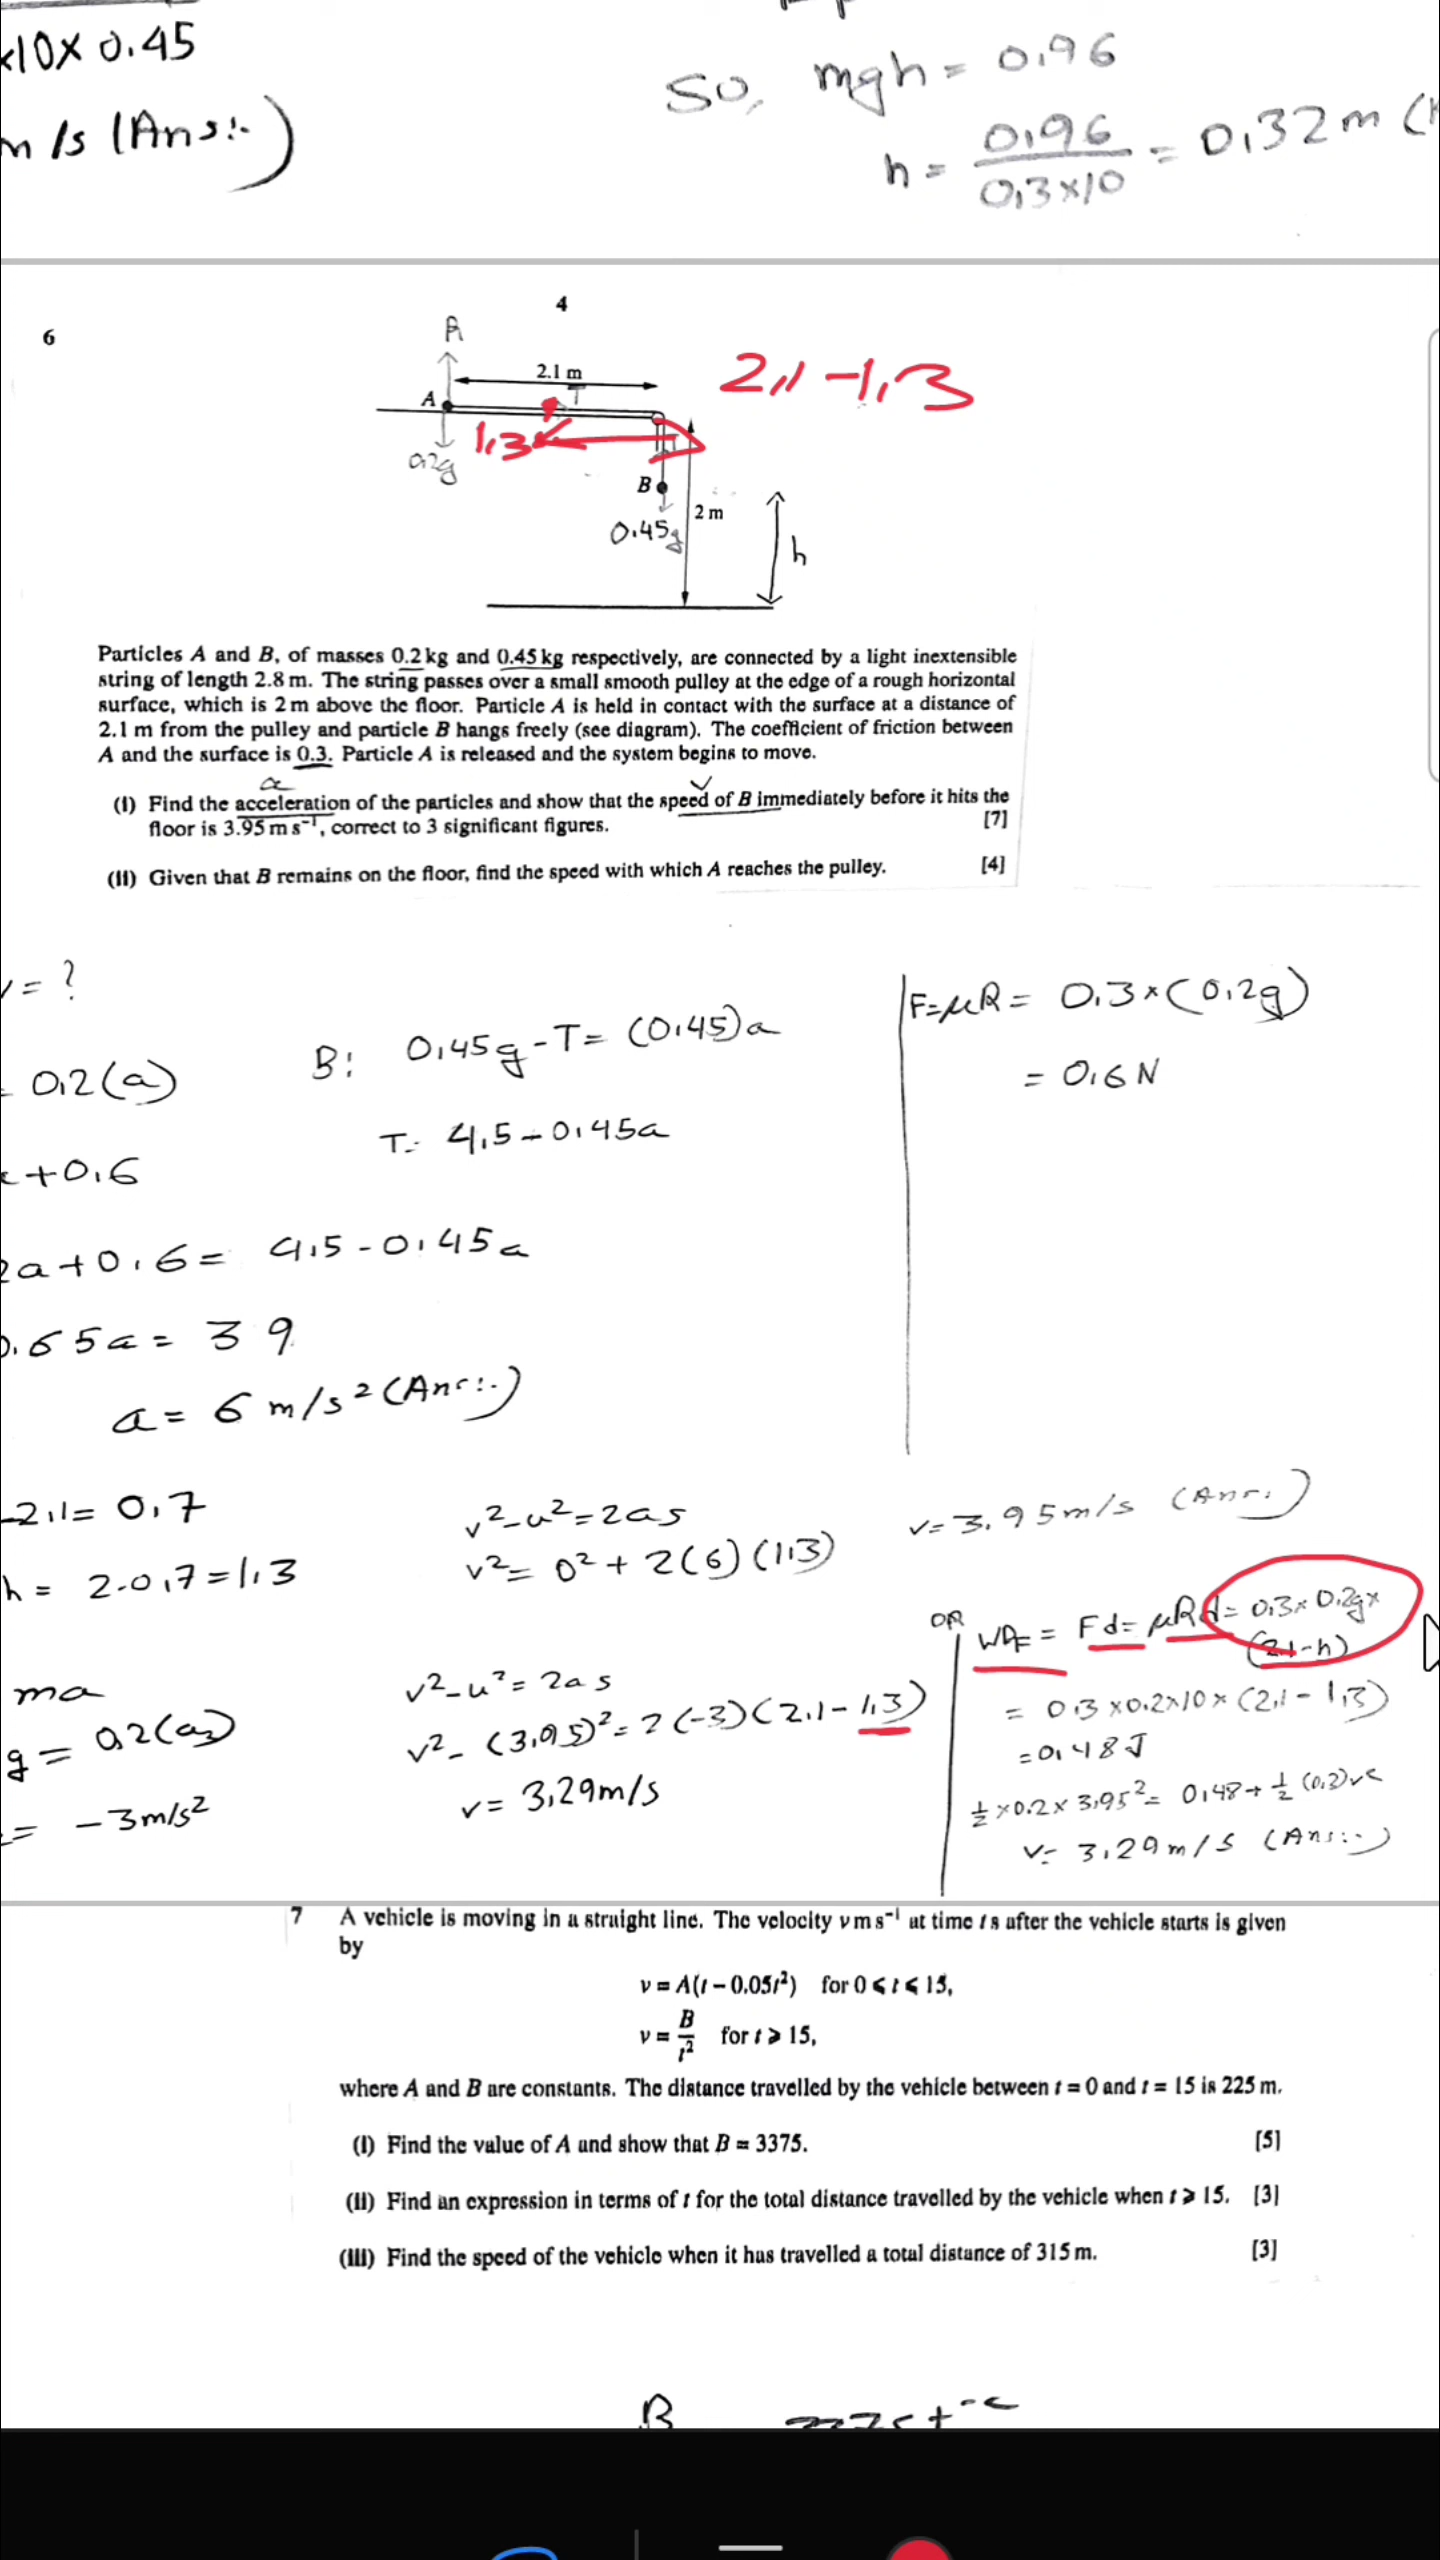 ×10×0.45
m/s (Ans:-)
So, mgh = 0.96
h = 0.96 / 0.3×10 = 0.32m
4
6
A
2.1 m
T
2.1-1.3
A
1.3
0.2g
B
2 m
0.45g
h
Particles A and B, of masses 0.2 kg and 0.45 kg respectively, are connected by a light inextensible
string of length 2.8 m. The string passes over a small smooth pulley at the edge of a rough horizontal
surface, which is 2 m above the floor. Particle A is held in contact with the surface at a distance of
2.1 m from the pulley and particle B hangs freely (see diagram). The coefficient of friction between
A and the surface is 0.3. Particle A is released and the system begins to move.
a
v
(i) Find the acceleration of the particles and show that the speed of B immediately before it hits the
floor is 3.95 m s⁻¹, correct to 3 significant figures. [7]
(ii) Given that B remains on the floor, find the speed with which A reaches the pulley. [4]
v = ?
F=μR = 0.3×(0.2g)
= 0.6N
B: 0.45g-T= (0.45)a
= 0.2(a)
T= 4.5-0.45a
+0.6
2a+0.6= 4.5-0.45a
0.65a= 39
a= 6 m/s² (Ans:-)
-2.1= 0.7
h= 2-0.7=1.3
v²-u²=2as
v²= 0²+2(6)(1.3)
v=3.95m/s (Ans:)
ma
g= 0.2(a)
= -3m/s²
v²-u²=2as
v²-(3.95)²=2(-3)(2.1-1.3)
v= 3.29m/s
OR
WDF= Fd= μRd= 0.3×0.2g×
(2.1-h)
= 0.3×0.2×10×(2.1-1.3)
=0.48J
½×0.2×3.95²= 0.48+½(0.2)v²
v= 3.29m/s (Ans:-)
7 A vehicle is moving in a straight line. The velocity v m s⁻¹ at time t s after the vehicle starts is given
by
v = A(t − 0.05t²) for 0 ⩽ t ⩽ 15,
v = B/t² for t ⩾ 15,
where A and B are constants. The distance travelled by the vehicle between t = 0 and t = 15 is 225 m.
(i) Find the value of A and show that B = 3375. [5]
(ii) Find an expression in terms of t for the total distance travelled by the vehicle when t ⩾ 15. [3]
(iii) Find the speed of the vehicle when it has travelled a total distance of 315 m. [3]
B